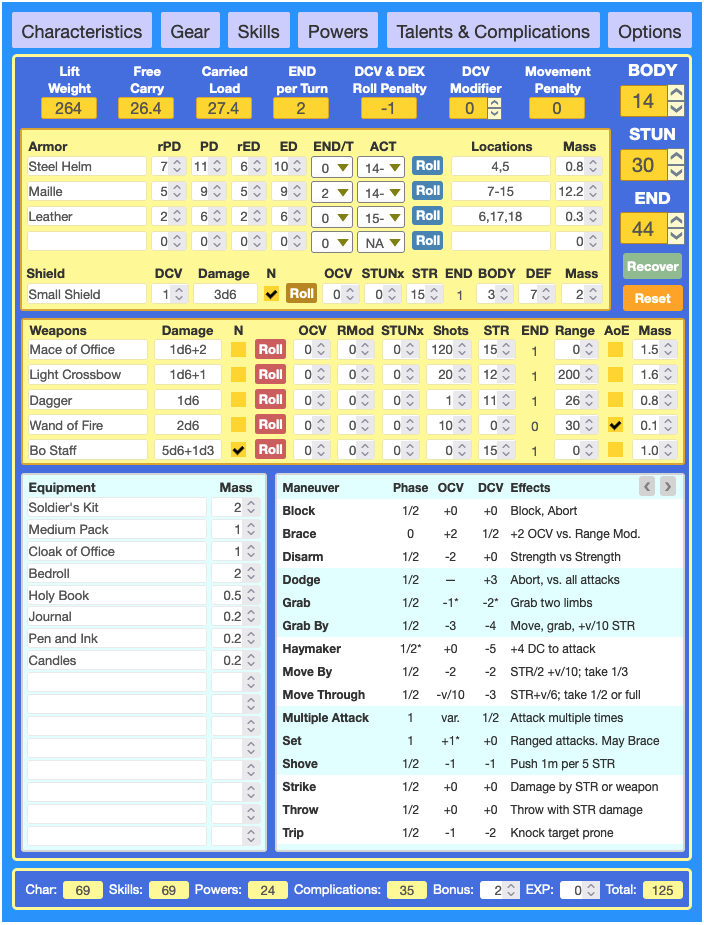 Characteristics Gear Skills Powers Talents & Complications Options
Lift Weight Free Carry Carried Load END per Turn DCV & DEX Roll Penalty DCV Modifier Movement Penalty BODY
264 26.4 27.4 2 -1 0 0 14
STUN
30
END
44
Recover
Reset
Armor rPD PD rED ED END/T ACT Locations Mass
Steel Helm 7 11 6 10 0 14- Roll 4,5 0.8
Maille 5 9 5 9 2 14- Roll 7-15 12.2
Leather 2 6 2 6 0 15- Roll 6,17,18 0.3
0 0 0 0 0 NA Roll 0
Shield DCV Damage N OCV STUNx STR END BODY DEF Mass
Small Shield 1 3d6 Roll 0 0 15 1 3 7 2
Weapons Damage N OCV RMod STUNx Shots STR END Range AoE Mass
Mace of Office 1d6+2 Roll 0 0 0 120 15 1 0 1.5
Light Crossbow 1d6+1 Roll 0 0 0 20 12 1 200 1.6
Dagger 1d6 Roll 0 0 0 1 11 1 26 0.8
Wand of Fire 2d6 Roll 0 0 0 10 0 0 30 0.1
Bo Staff 5d6+1d3 Roll 0 0 0 0 15 1 0 1.0
Equipment Mass
Soldier's Kit 2
Medium Pack 1
Cloak of Office 1
Bedroll 2
Holy Book 0.5
Journal 0.2
Pen and Ink 0.2
Candles 0.2
Maneuver Phase OCV DCV Effects < >
Block 1/2 +0 +0 Block, Abort
Brace 0 +2 1/2 +2 OCV vs. Range Mod.
Disarm 1/2 -2 +0 Strength vs Strength
Dodge 1/2 — +3 Abort, vs. all attacks
Grab 1/2 -1* -2* Grab two limbs
Grab By 1/2 -3 -4 Move, grab, +v/10 STR
Haymaker 1/2* +0 -5 +4 DC to attack
Move By 1/2 -2 -2 STR/2 +v/10; take 1/3
Move Through 1/2 -v/10 -3 STR+v/6; take 1/2 or full
Multiple Attack 1 var. 1/2 Attack multiple times
Set 1 +1* +0 Ranged attacks. May Brace
Shove 1/2 -1 -1 Push 1m per 5 STR
Strike 1/2 +0 +0 Damage by STR or weapon
Throw 1/2 +0 +0 Throw with STR damage
Trip 1/2 -1 -2 Knock target prone
Char: 69 Skills: 69 Powers: 24 Complications: 35 Bonus: 2 EXP: 0 Total: 125